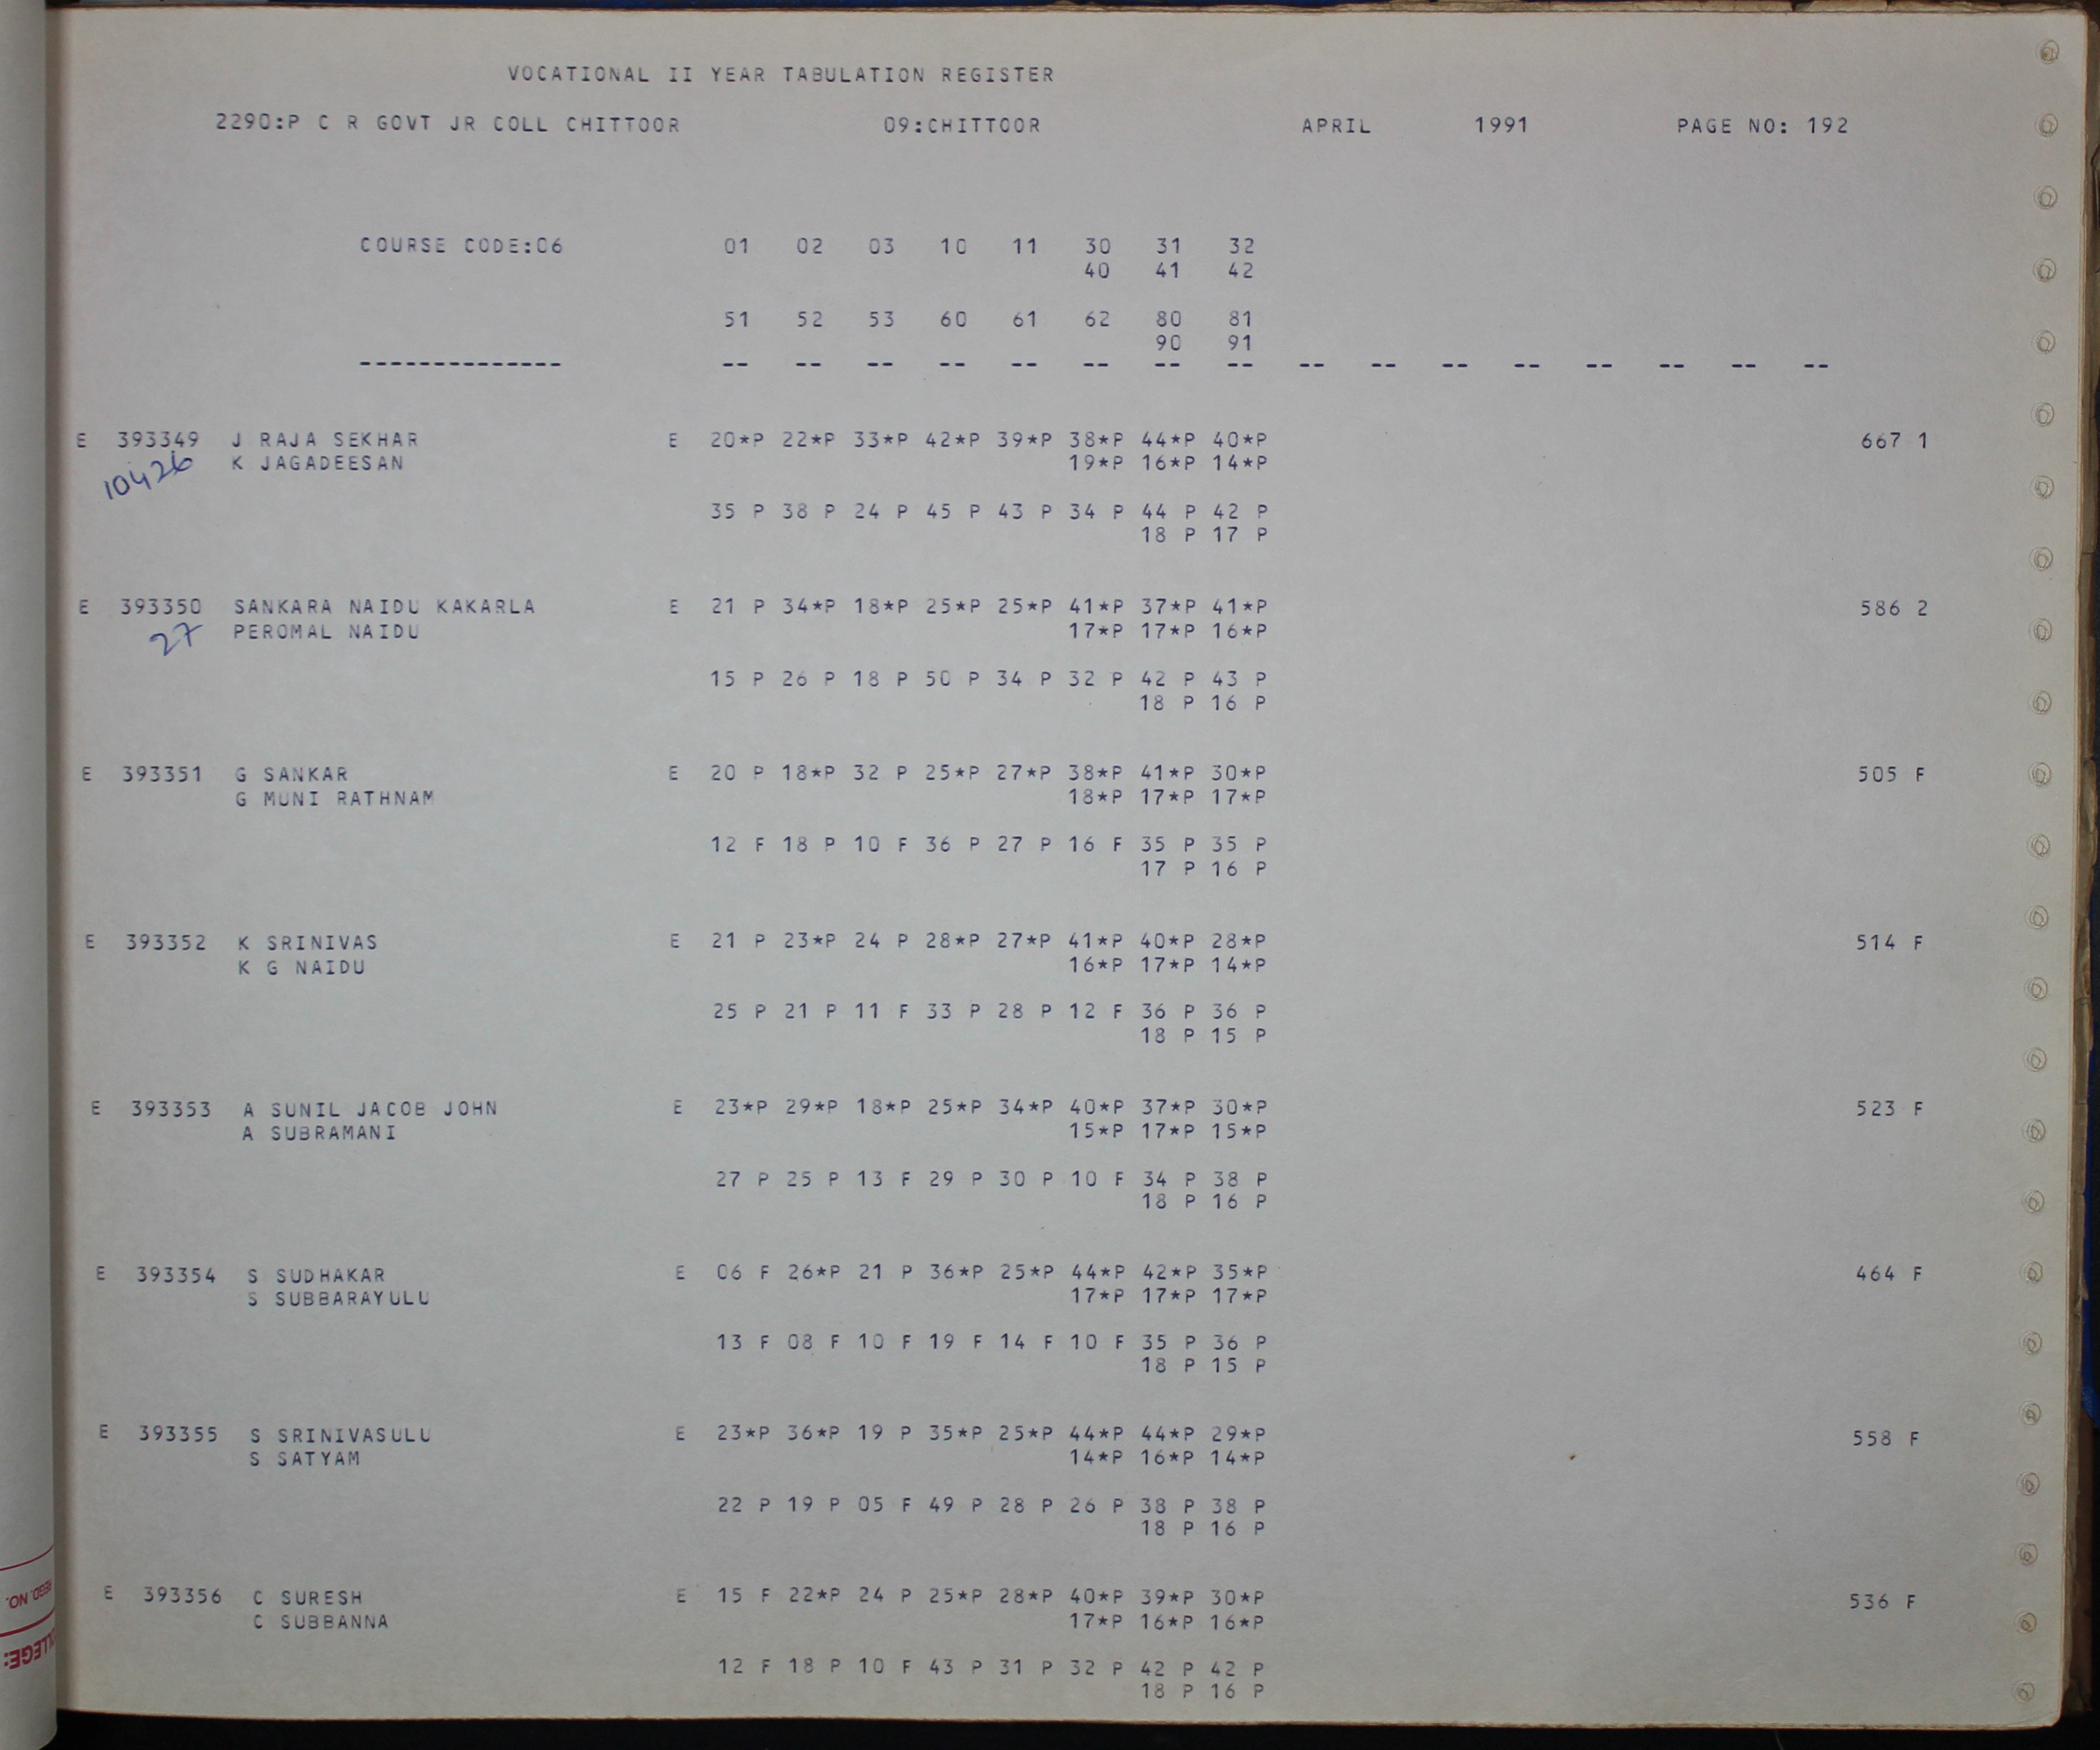 VOCATIONAL II YEAR TABULATION REGISTER
2290:P C R GOVT JR COLL CHITTOOR 09:CHITTOOR APRIL 1991 PAGE NO: 192
COURSE CODE:06 01 02 03 10 11 30 31 32
40 41 42
51 52 53 60 61 62 80 81
90 91
-------------- -- -- -- -- -- -- -- -- -- -- -- -- -- -- -- --
E 393349 J RAJA SEKHAR E 20*P 22*P 33*P 42*P 39*P 38*P 44*P 40*P 667 1
10426 K JAGADEESAN 19*P 16*P 14*P
35 P 38 P 24 P 45 P 43 P 34 P 44 P 42 P
18 P 17 P
E 393350 SANKARA NAIDU KAKARLA E 21 P 34*P 18*P 25*P 25*P 41*P 37*P 41*P 586 2
27 PEROMAL NAIDU 17*P 17*P 16*P
15 P 26 P 18 P 50 P 34 P 32 P 42 P 43 P
18 P 16 P
E 393351 G SANKAR E 20 P 18*P 32 P 25*P 27*P 38*P 41*P 30*P 505 F
G MUNI RATHNAM 18*P 17*P 17*P
12 F 18 P 10 F 36 P 27 P 16 F 35 P 35 P
17 P 16 P
E 393352 K SRINIVAS E 21 P 23*P 24 P 28*P 27*P 41*P 40*P 28*P 514 F
K G NAIDU 16*P 17*P 14*P
25 P 21 P 11 F 33 P 28 P 12 F 36 P 36 P
18 P 15 P
E 393353 A SUNIL JACOB JOHN E 23*P 29*P 18*P 25*P 34*P 40*P 37*P 30*P 523 F
A SUBRAMANI 15*P 17*P 15*P
27 P 25 P 13 F 29 P 30 P 10 F 34 P 38 P
18 P 16 P
E 393354 S SUDHAKAR E 06 F 26*P 21 P 36*P 25*P 44*P 42*P 35*P 464 F
S SUBBARAYULU 17*P 17*P 17*P
13 F 08 F 10 F 19 F 14 F 10 F 35 P 36 P
18 P 15 P
E 393355 S SRINIVASULU E 23*P 36*P 19 P 35*P 25*P 44*P 44*P 29*P 558 F
S SATYAM 14*P 16*P 14*P
22 P 19 P 05 F 49 P 28 P 26 P 38 P 38 P
18 P 16 P
E 393356 C SURESH E 15 F 22*P 24 P 25*P 28*P 40*P 39*P 30*P 536 F
C SUBBANNA 17*P 16*P 16*P
12 F 18 P 10 F 43 P 31 P 32 P 42 P 42 P
18 P 16 P
REGD. NO.